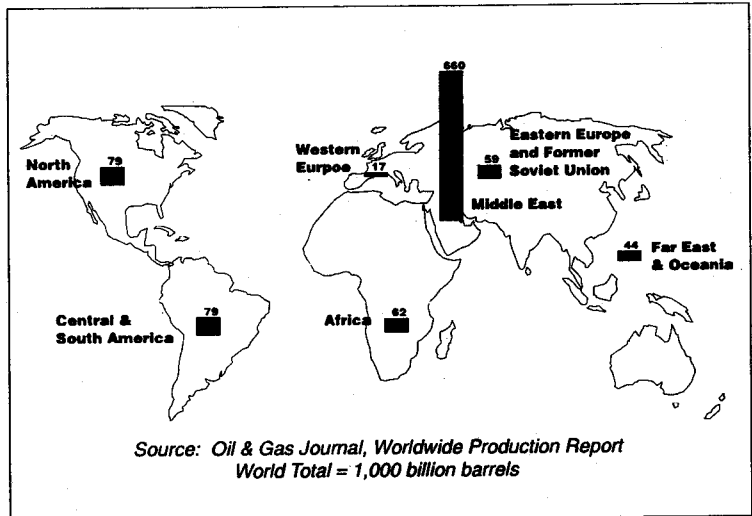 660
North
America
79
Western
Eurpoe
17
59
Eastern Europe
and Former
Soviet Union
Middle East
44
Far East
& Oceania
Central &
South America
79
Africa
62
Source: Oil & Gas Journal, Worldwide Production Report
World Total = 1,000 billion barrels